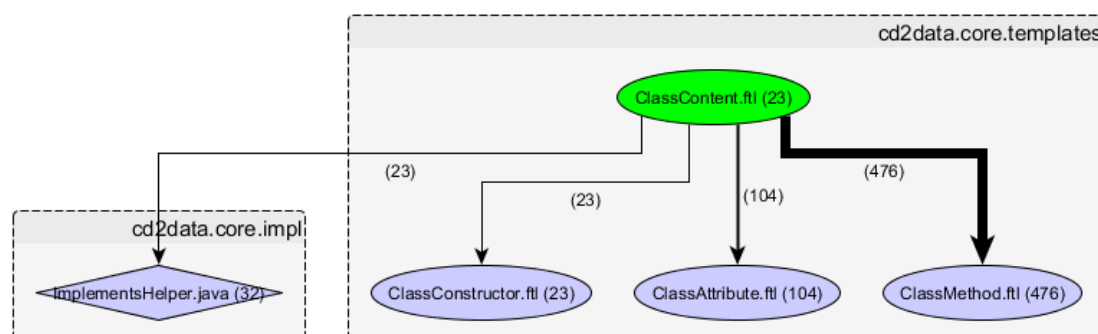 cd2data.core.templates
ClassContent.ftl (23)
(23)
(23)
(104)
(476)
cd2data.core.impl
ImplementsHelper.java (32)
ClassConstructor.ftl (23)
ClassAttribute.ftl (104)
ClassMethod.ftl (476)